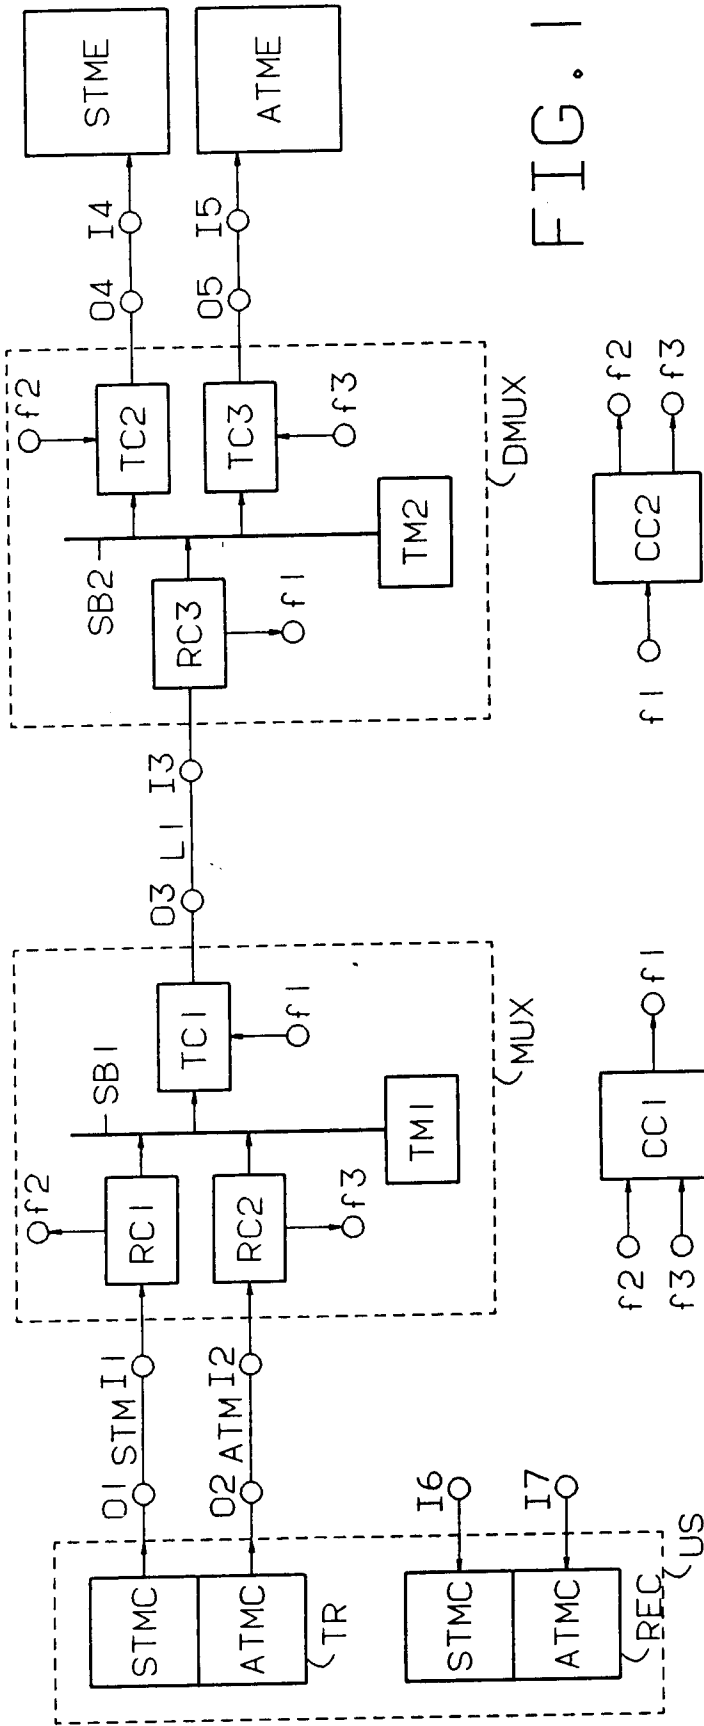 STMC
ATMC
TR
STMC
ATMC
REC
US
O1 STM I1
O2 ATM I2
I6
I7
f2
RC1
RC2
f3
SB1
TM1
TC1
f1
MUX
O3 L1 I3
RC3
f1
SB2
TM2
f2
TC2
TC3
f3
DMUX
O4 I4
O5 I5
STME
ATME
f2
f3
CC1
f1
f1
CC2
f2
f3
FIG. 1